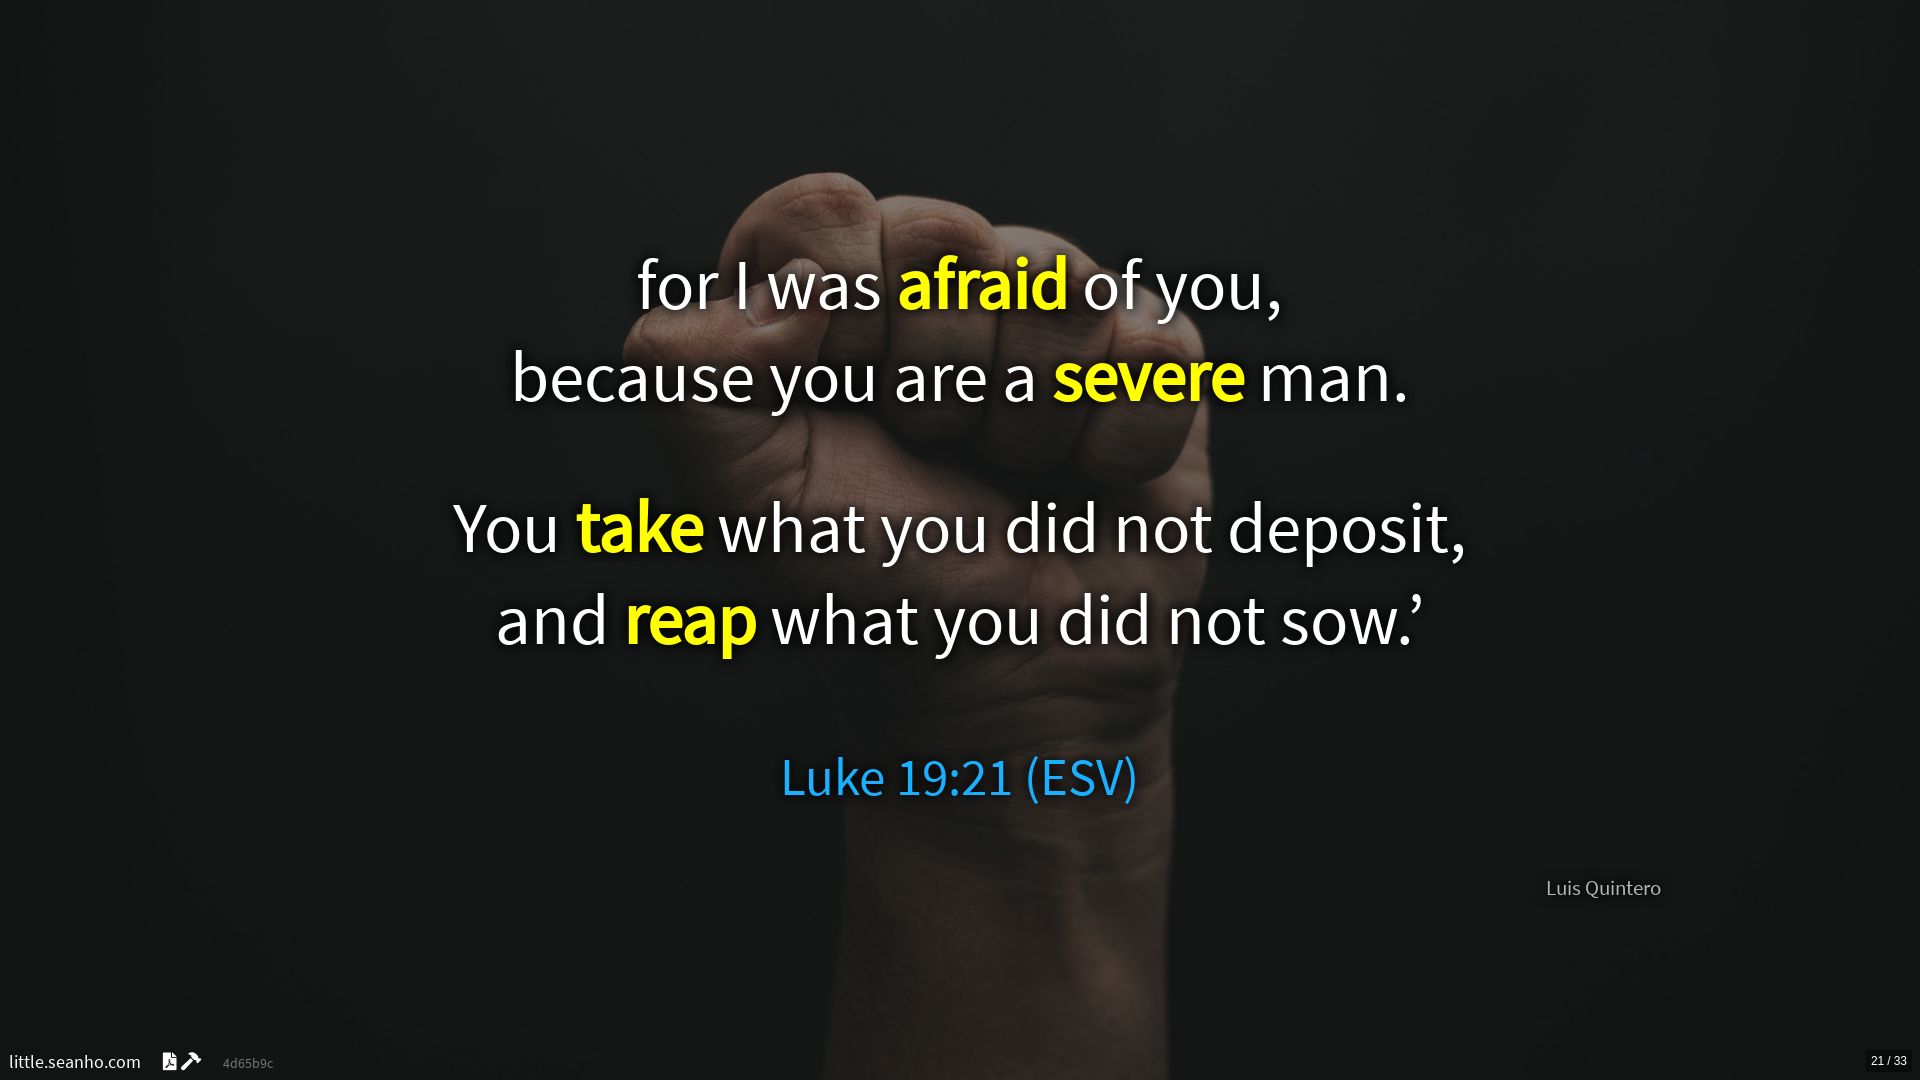 for I was afraid of you,
because you are a severe man.
You take what you did not deposit,
and reap what you did not sow.’
Luke 19:21 (ESV)
Luis Quintero
little.seanho.com
4d65b9c
21 / 33